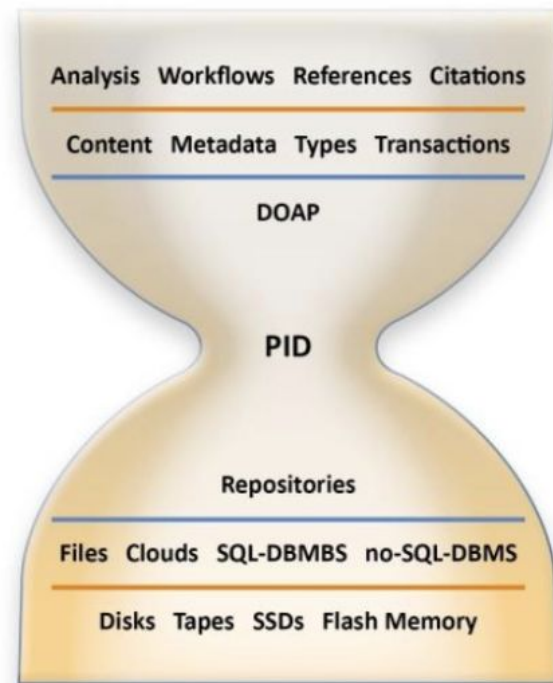 Analysis Workflows References Citations
Content Metadata Types Transactions
DOAP
PID
Repositories
Files Clouds SQL-DBMBS no-SQL-DBMS
Disks Tapes SSDs Flash Memory